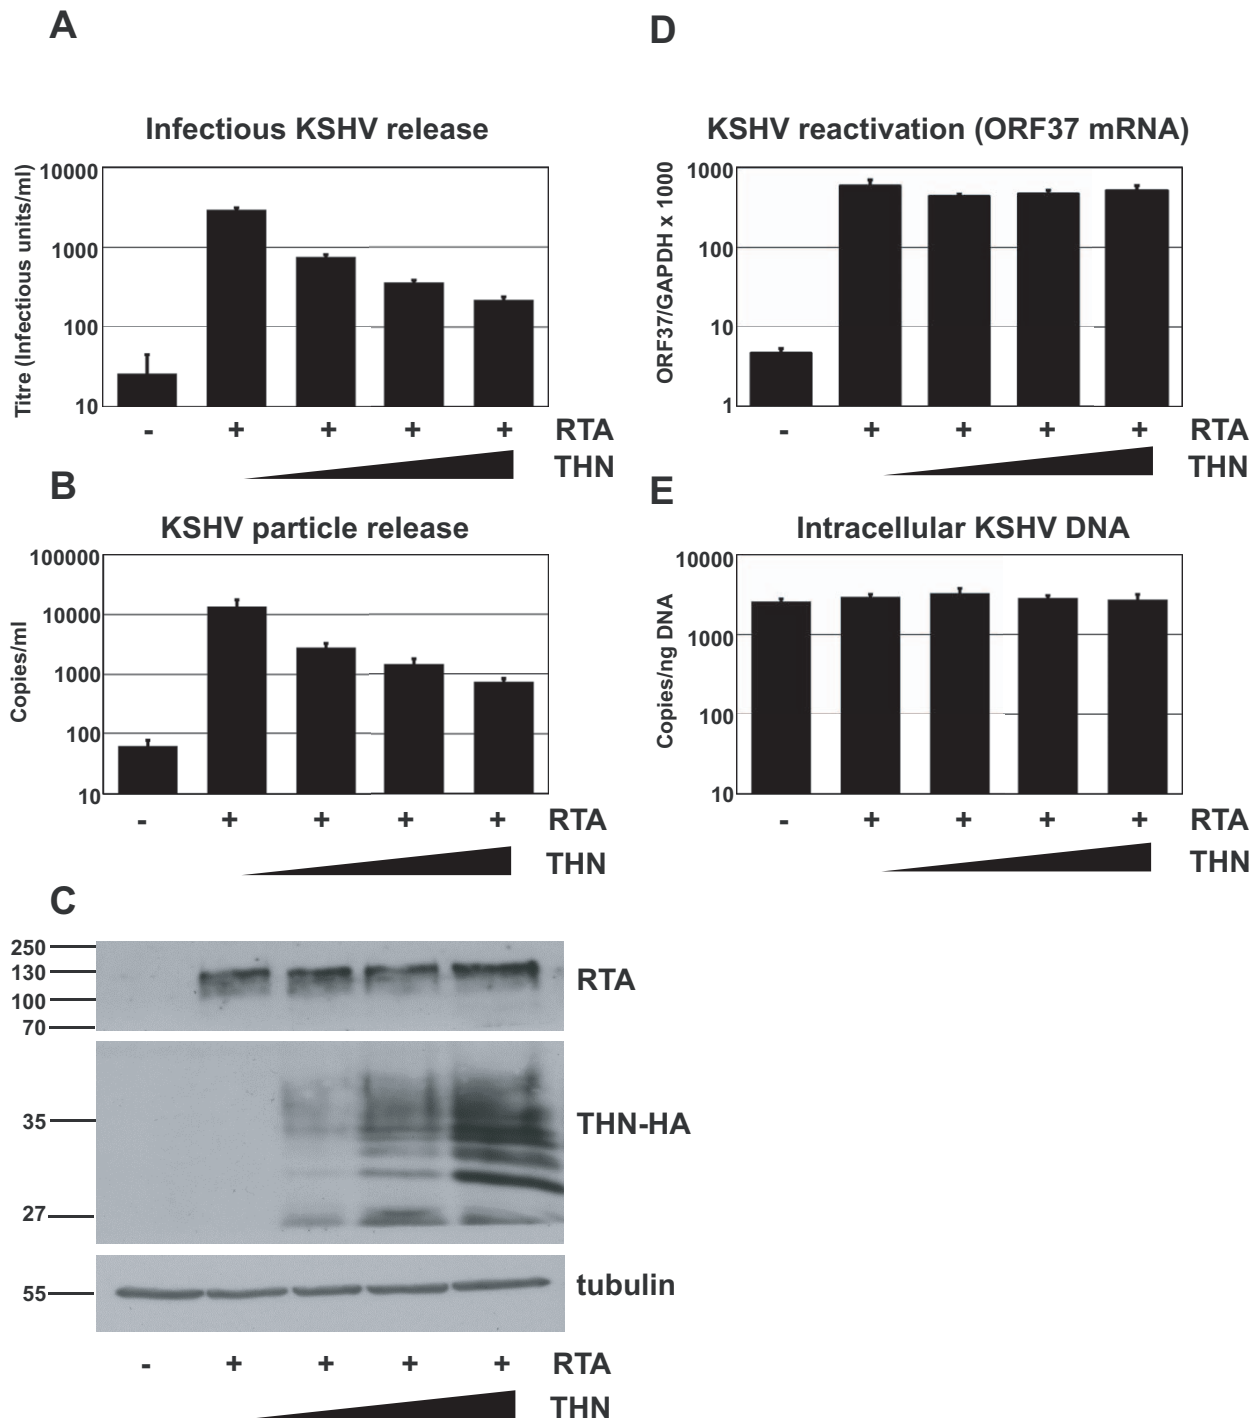 A
Infectious KSHV release
Titre (Infectious units/ml)
10000
1000
100
10
- + + + + RTA
THN
B
KSHV particle release
Copies/ml
100000
10000
1000
100
10
- + + + + RTA
THN
C
250
130
100
70
RTA
35
27
THN-HA
55
tubulin
- + + + + RTA
THN
D
KSHV reactivation (ORF37 mRNA)
ORF37/GAPDH x 1000
1000
100
10
1
- + + + + RTA
THN
E
Intracellular KSHV DNA
Copies/ng DNA
10000
1000
100
10
- + + + + RTA
THN